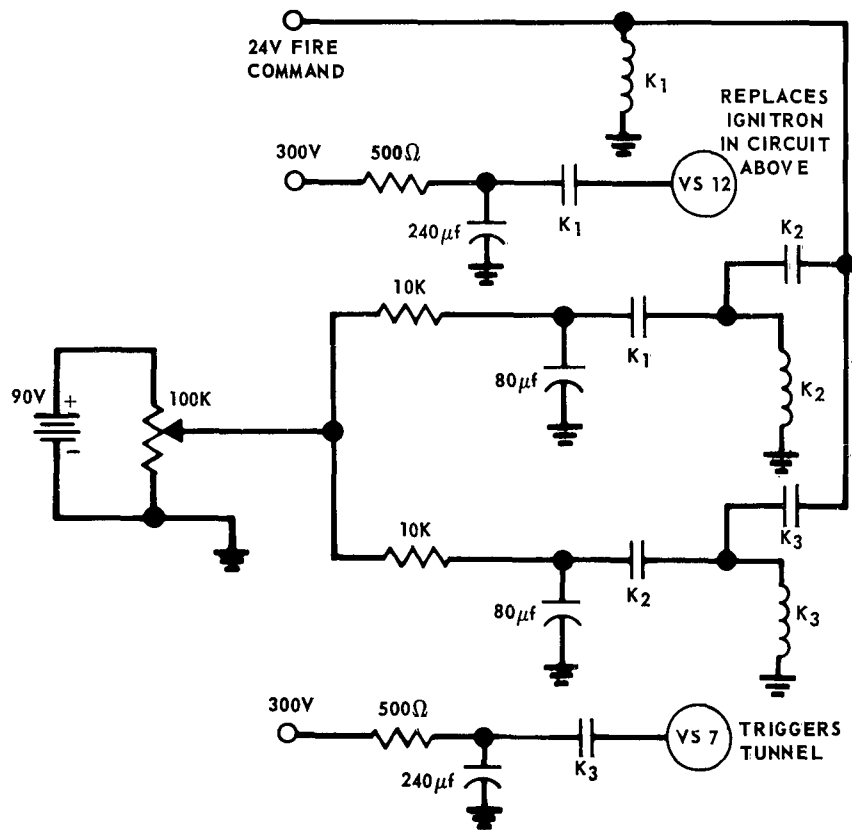 24V FIRE
COMMAND
K1
REPLACES
IGNITRON
IN CIRCUIT
ABOVE
300V
500Ω
VS 12
240μf
K1
K2
10K
K1
80μf
K2
90V
+
-
100K
K3
10K
K2
80μf
K3
300V
500Ω
VS 7
TRIGGERS
TUNNEL
K3
240μf